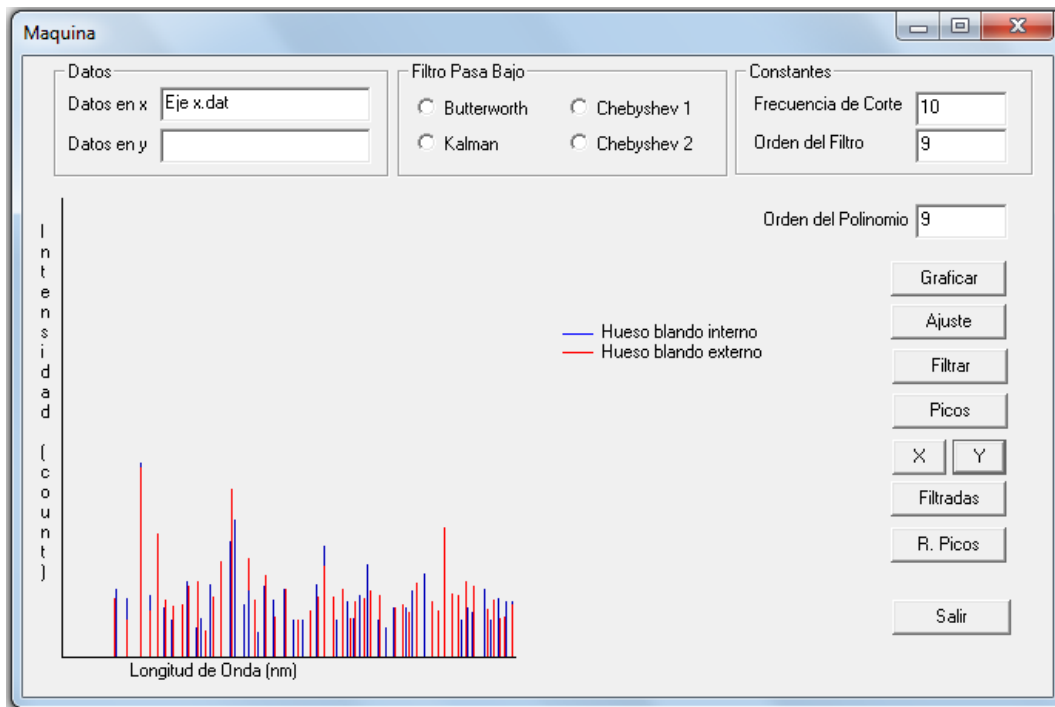 Maquina
Datos
Datos en x Eje x.dat
Datos en y
Filtro Pasa Bajo
Butterworth
Chebyshev 1
Kalman
Chebyshev 2
Constantes
Frecuencia de Corte 10
Orden del Filtro 9
Orden del Polinomio 9
Intensidad (count)
Hueso blando interno
Hueso blando externo
Longitud de Onda (nm)
Graficar
Ajuste
Filtrar
Picos
X Y
Filtradas
R. Picos
Salir